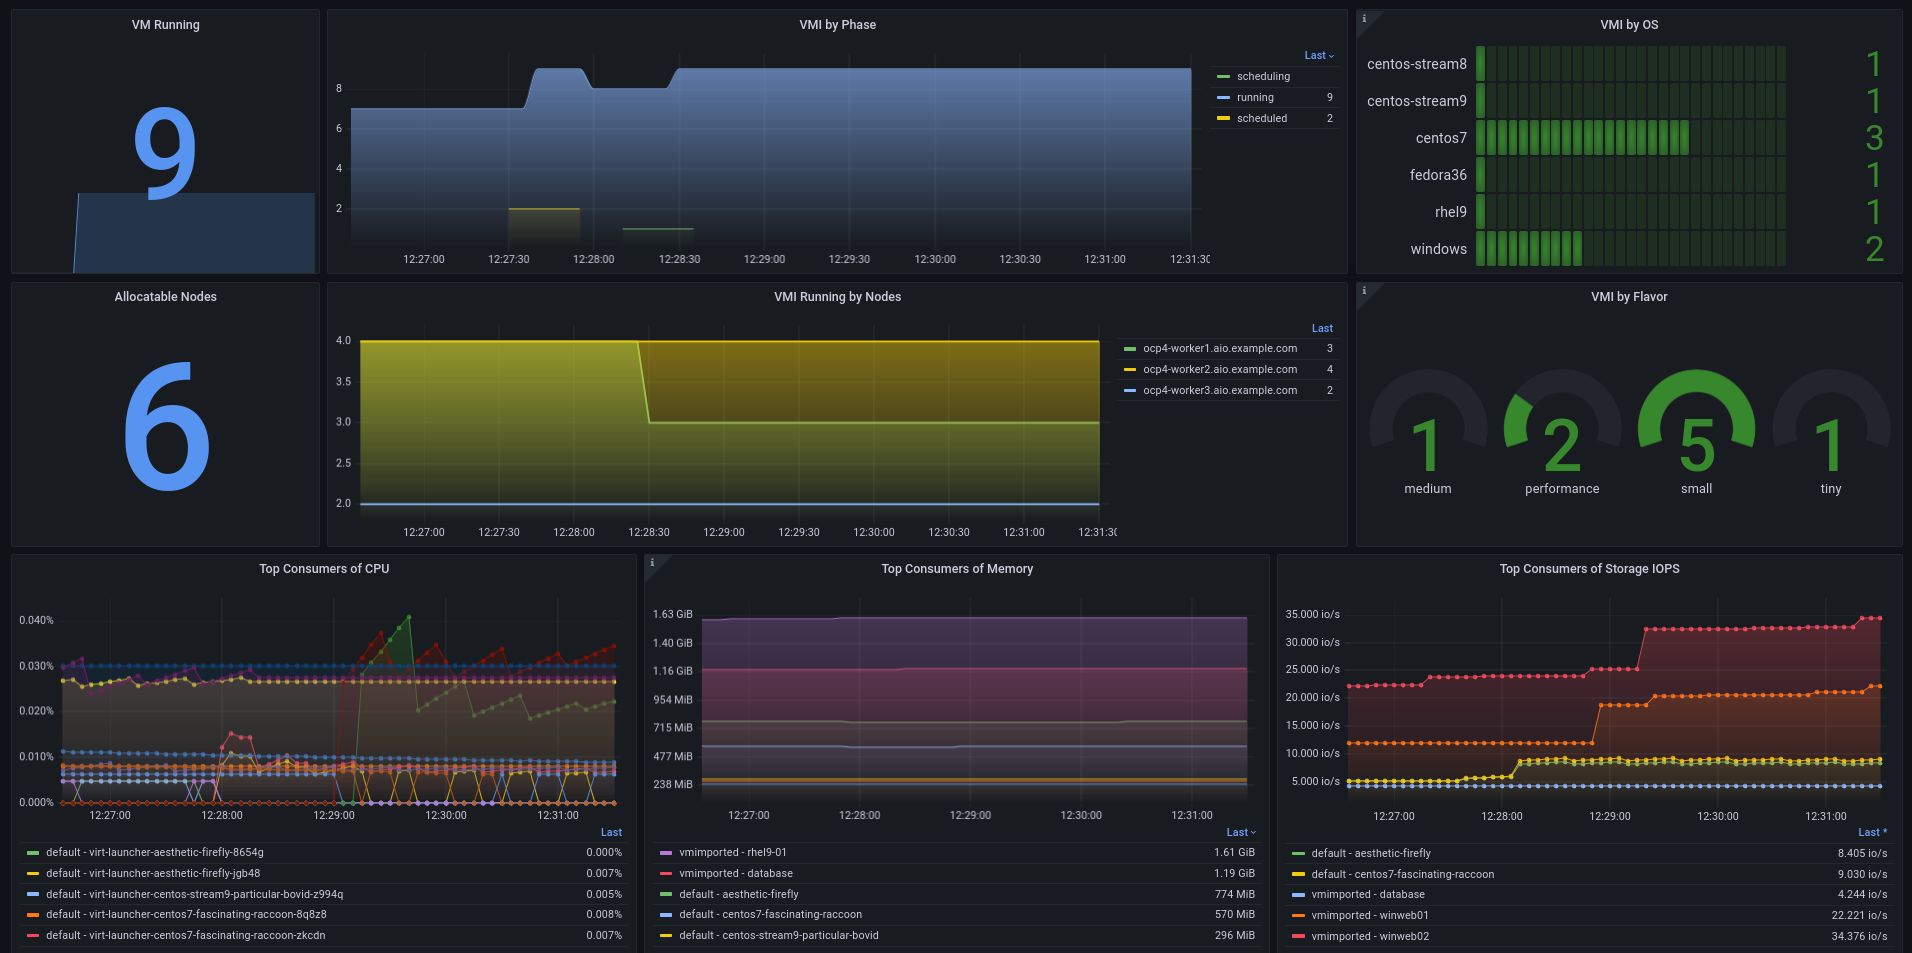 VM Running
9
VMI by Phase
8
6
4
2
12:27:00 12:27:30 12:28:00 12:28:30 12:29:00 12:29:30 12:30:00 12:30:30 12:31:00 12:31:30
Last
scheduling
running 9
scheduled 2
i
VMI by OS
centos-stream8 1
centos-stream9 1
centos7 3
fedora36 1
rhel9 1
windows 2
Allocatable Nodes
6
VMI Running by Nodes
4.0
3.5
3.0
2.5
2.0
12:27:00 12:27:30 12:28:00 12:28:30 12:29:00 12:29:30 12:30:00 12:30:30 12:31:00 12:31:30
Last
ocp4-worker1.aio.example.com 3
ocp4-worker2.aio.example.com 4
ocp4-worker3.aio.example.com 2
i
VMI by Flavor
1 2 5 1
medium performance small tiny
Top Consumers of CPU
0.040%
0.030%
0.020%
0.010%
0.000%
12:27:00 12:28:00 12:29:00 12:30:00 12:31:00
Last
default - virt-launcher-aesthetic-firefly-8654g 0.000%
default - virt-launcher-aesthetic-firefly-jgb48 0.007%
default - virt-launcher-centos-stream9-particular-bovid-z994q 0.005%
default - virt-launcher-centos7-fascinating-raccoon-8q8z8 0.008%
default - virt-launcher-centos7-fascinating-raccoon-zkcdn 0.007%
i
Top Consumers of Memory
1.63 GiB
1.40 GiB
1.16 GiB
954 MiB
715 MiB
477 MiB
238 MiB
12:27:00 12:28:00 12:29:00 12:30:00 12:31:00
Last
vmimported - rhel9-01 1.61 GiB
vmimported - database 1.19 GiB
default - aesthetic-firefly 774 MiB
default - centos7-fascinating-raccoon 570 MiB
default - centos-stream9-particular-bovid 296 MiB
Top Consumers of Storage IOPS
35.000 io/s
30.000 io/s
25.000 io/s
20.000 io/s
15.000 io/s
10.000 io/s
5.000 io/s
12:27:00 12:28:00 12:29:00 12:30:00 12:31:00
Last *
default - aesthetic-firefly 8.405 io/s
default - centos7-fascinating-raccoon 9.030 io/s
vmimported - database 4.244 io/s
vmimported - winweb01 22.221 io/s
vmimported - winweb02 34.376 io/s